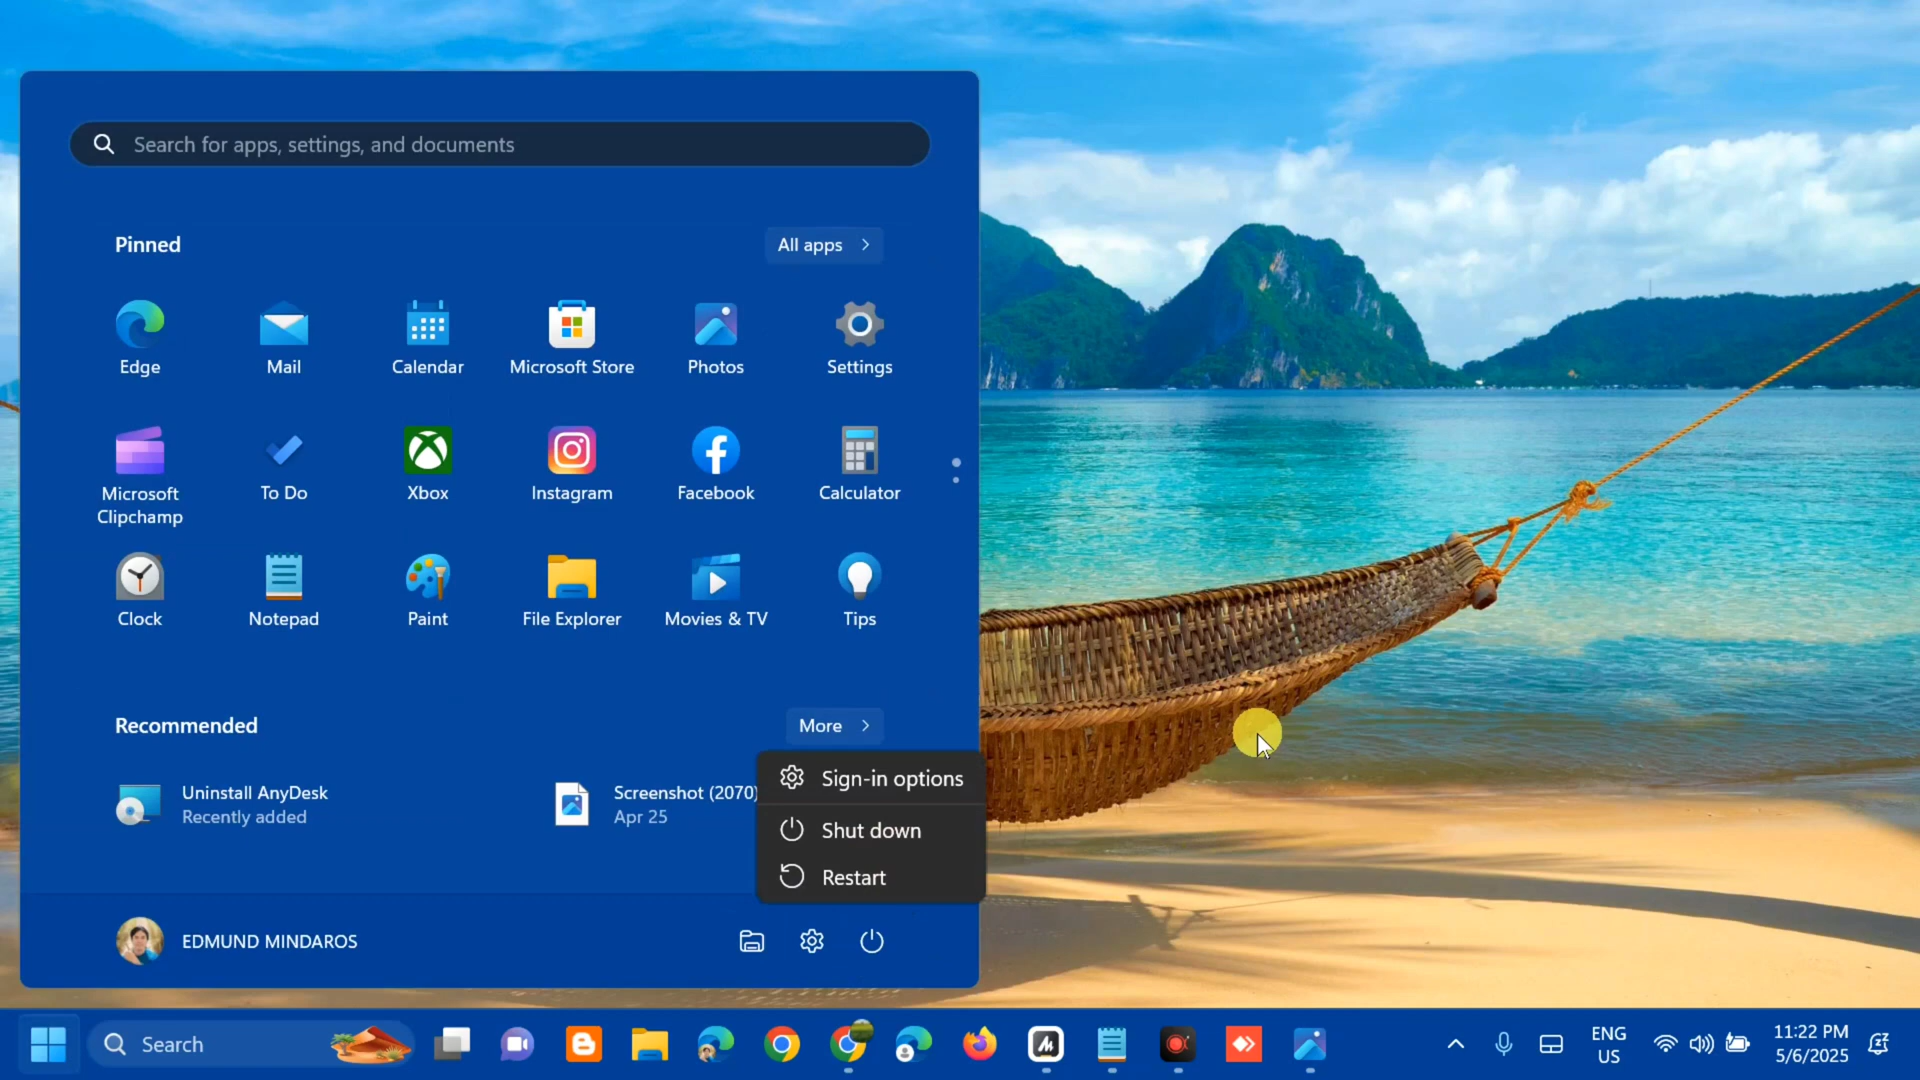 Search for apps, settings, and documents
Pinned
All apps
Edge
Mail
Calendar
Microsoft Store
Photos
Settings
Microsoft
Clipchamp
To Do
Xbox
Instagram
Facebook
Calculator
Clock
Notepad
Paint
File Explorer
Movies & TV
Tips
Recommended
More
Uninstall AnyDesk
Recently added
Screenshot (2070)
Apr 25
Sign-in options
Shut down
Restart
EDMUND MINDAROS
Search
ENG
US
11:22 PM
5/6/2025